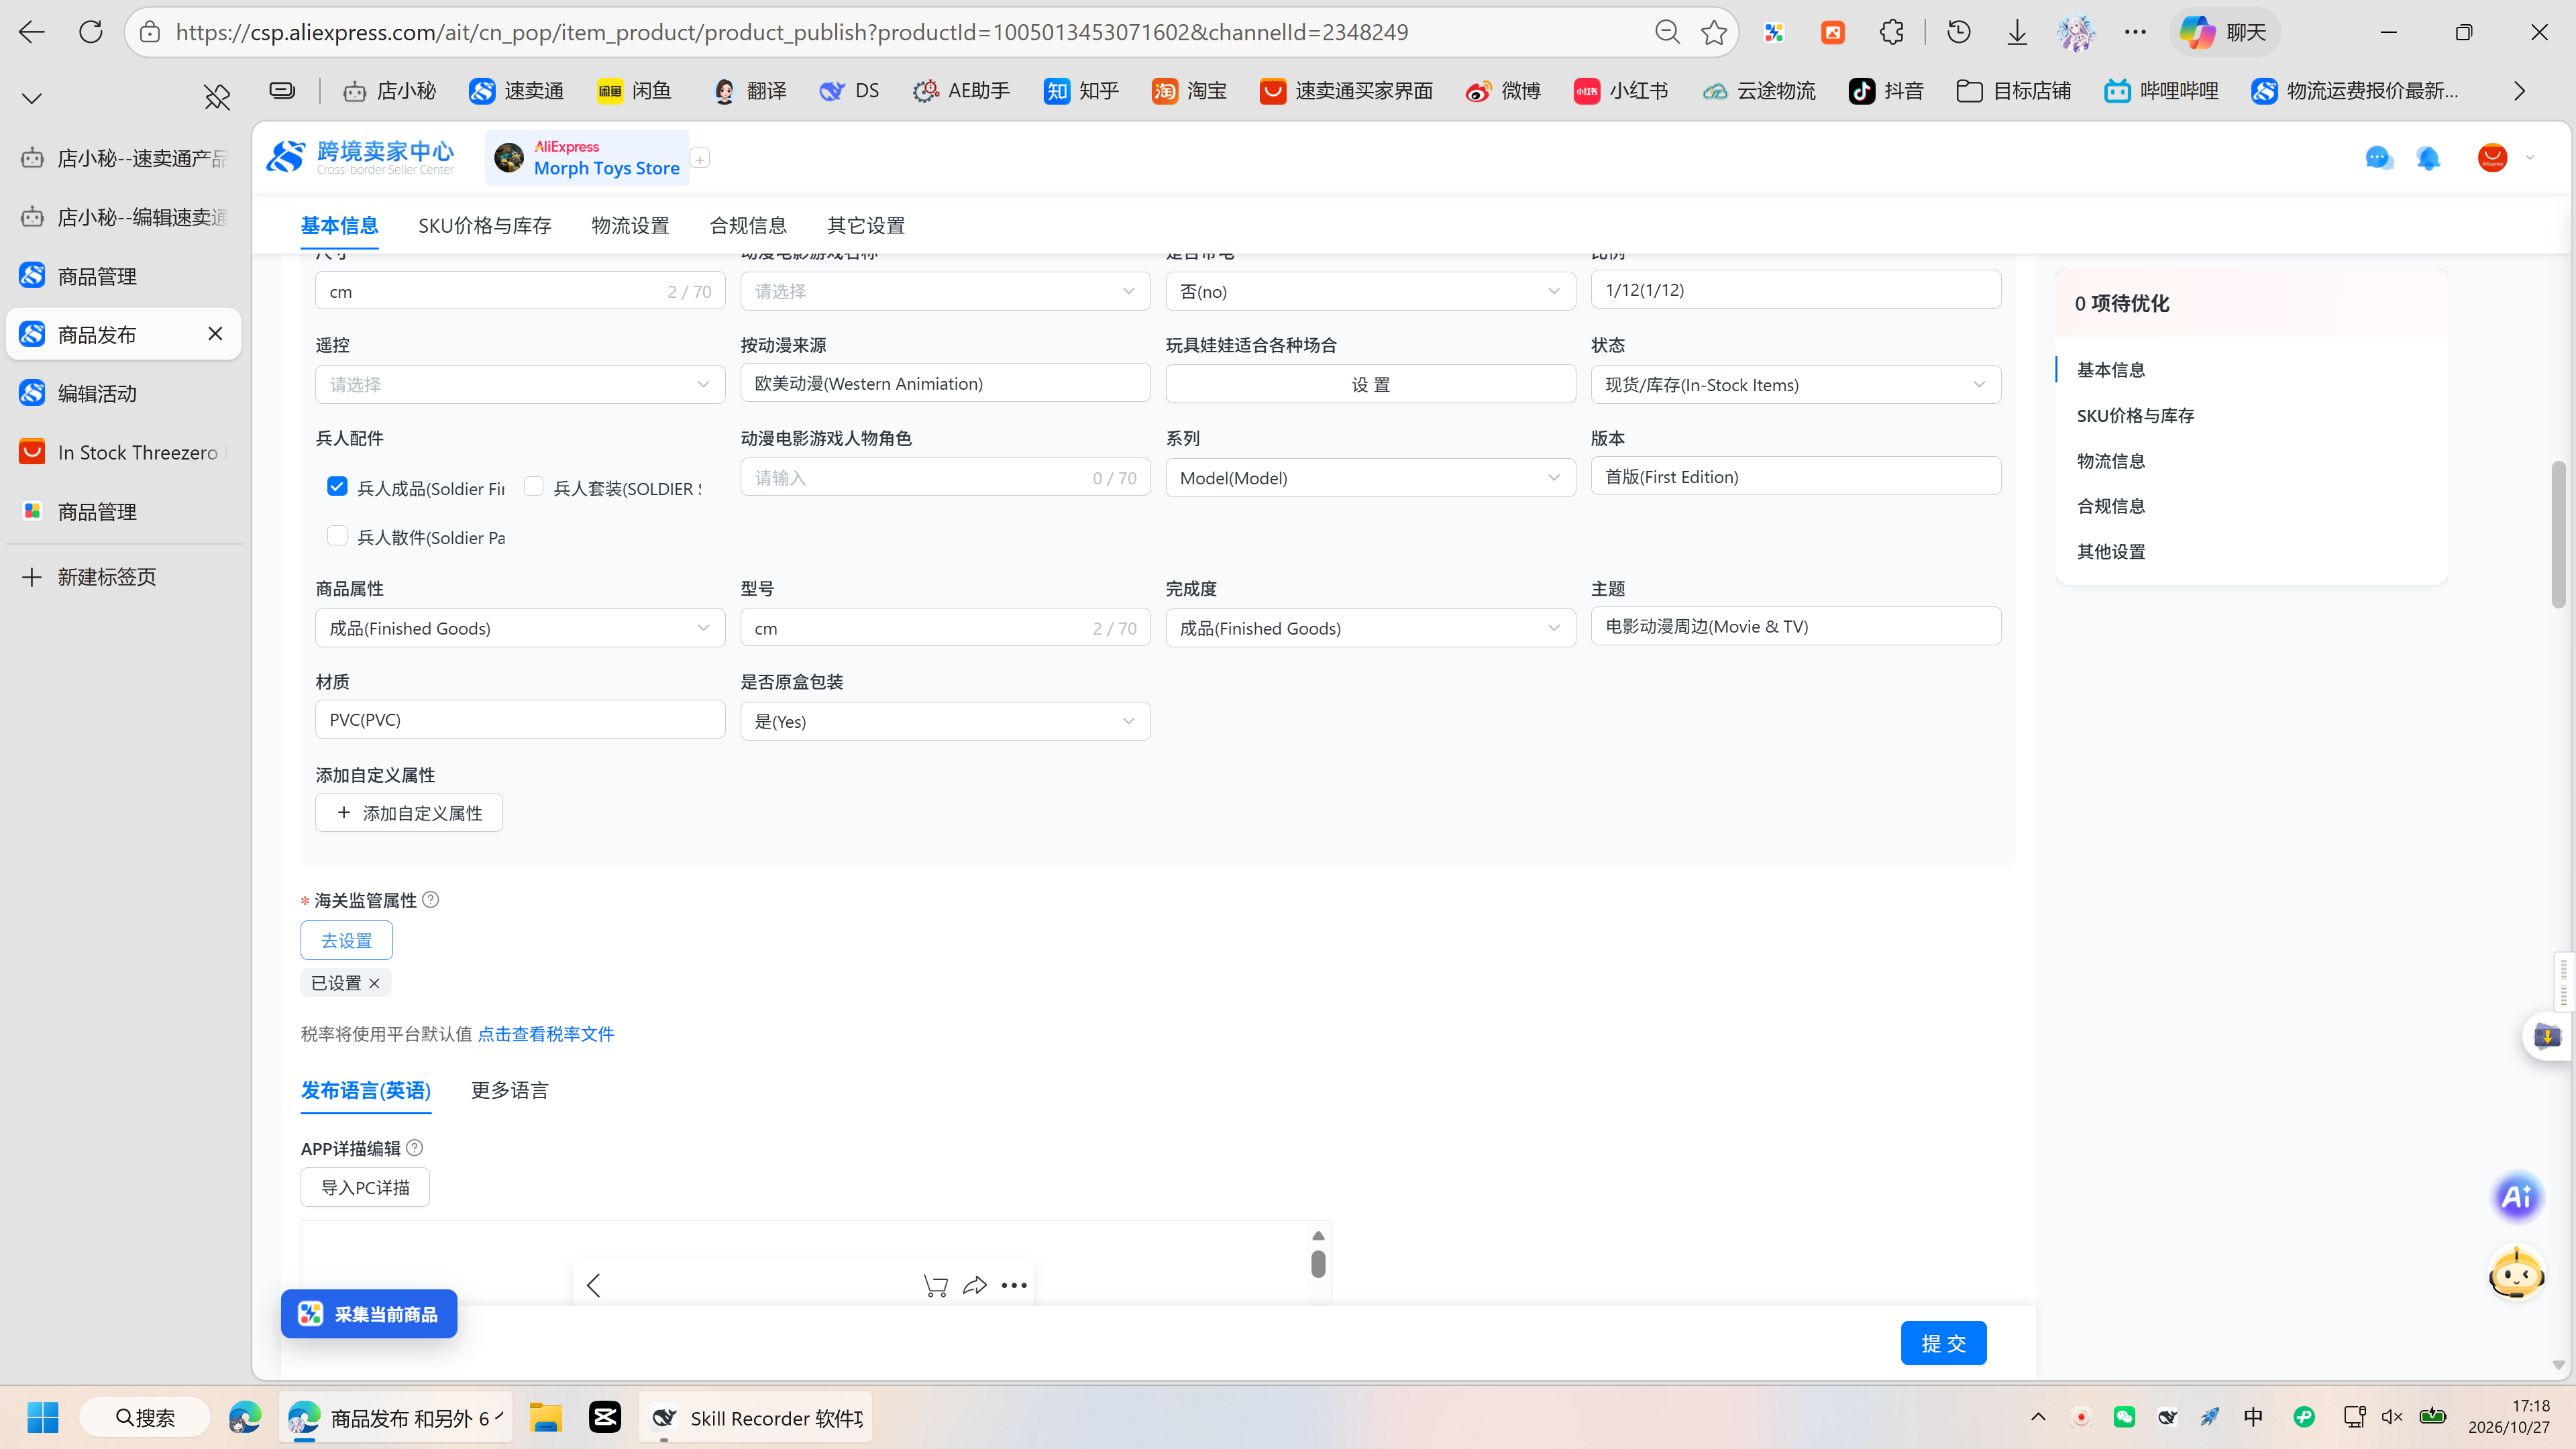 https://csp.aliexpress.com/ait/cn_pop/item_product/product_publish?productId=1005013453071602&channelId=2348249
聊天
店小秘
速卖通
闲鱼
翻译
DS
AE助手
知乎
淘宝
速卖通买家界面
微博
小红书
云途物流
抖音
目标店铺
哔哩哔哩
物流运费报价最新...
店小秘--速卖通产品
店小秘--编辑速卖通
商品管理
商品发布
编辑活动
In Stock Threezero
商品管理
新建标签页
跨境卖家中心
Cross-border Seller Center
AliExpress
Morph Toys Store
基本信息
SKU价格与库存
物流设置
合规信息
其它设置
尺寸
动漫电影游戏名称
是否带电
比例
cm
2 / 70
请选择
否(no)
1/12(1/12)
遥控
按动漫来源
玩具娃娃适合各种场合
状态
请选择
欧美动漫(Western Animiation)
设 置
现货/库存(In-Stock Items)
兵人配件
动漫电影游戏人物角色
系列
版本
兵人成品(Soldier Fir
兵人套装(SOLDIER S
请输入
0 / 70
Model(Model)
首版(First Edition)
兵人散件(Soldier Pa
商品属性
型号
完成度
主题
成品(Finished Goods)
cm
2 / 70
成品(Finished Goods)
电影动漫周边(Movie & TV)
材质
是否原盒包装
PVC(PVC)
是(Yes)
添加自定义属性
+ 添加自定义属性
* 海关监管属性
去设置
已设置 ×
税率将使用平台默认值 点击查看税率文件
发布语言(英语)
更多语言
APP详描编辑
导入PC详描
采集当前商品
提 交
0 项待优化
基本信息
SKU价格与库存
物流信息
合规信息
其他设置
Ai
搜索
商品发布 和另外 6 个
Skill Recorder 软件功
中
17:18
2026/10/27